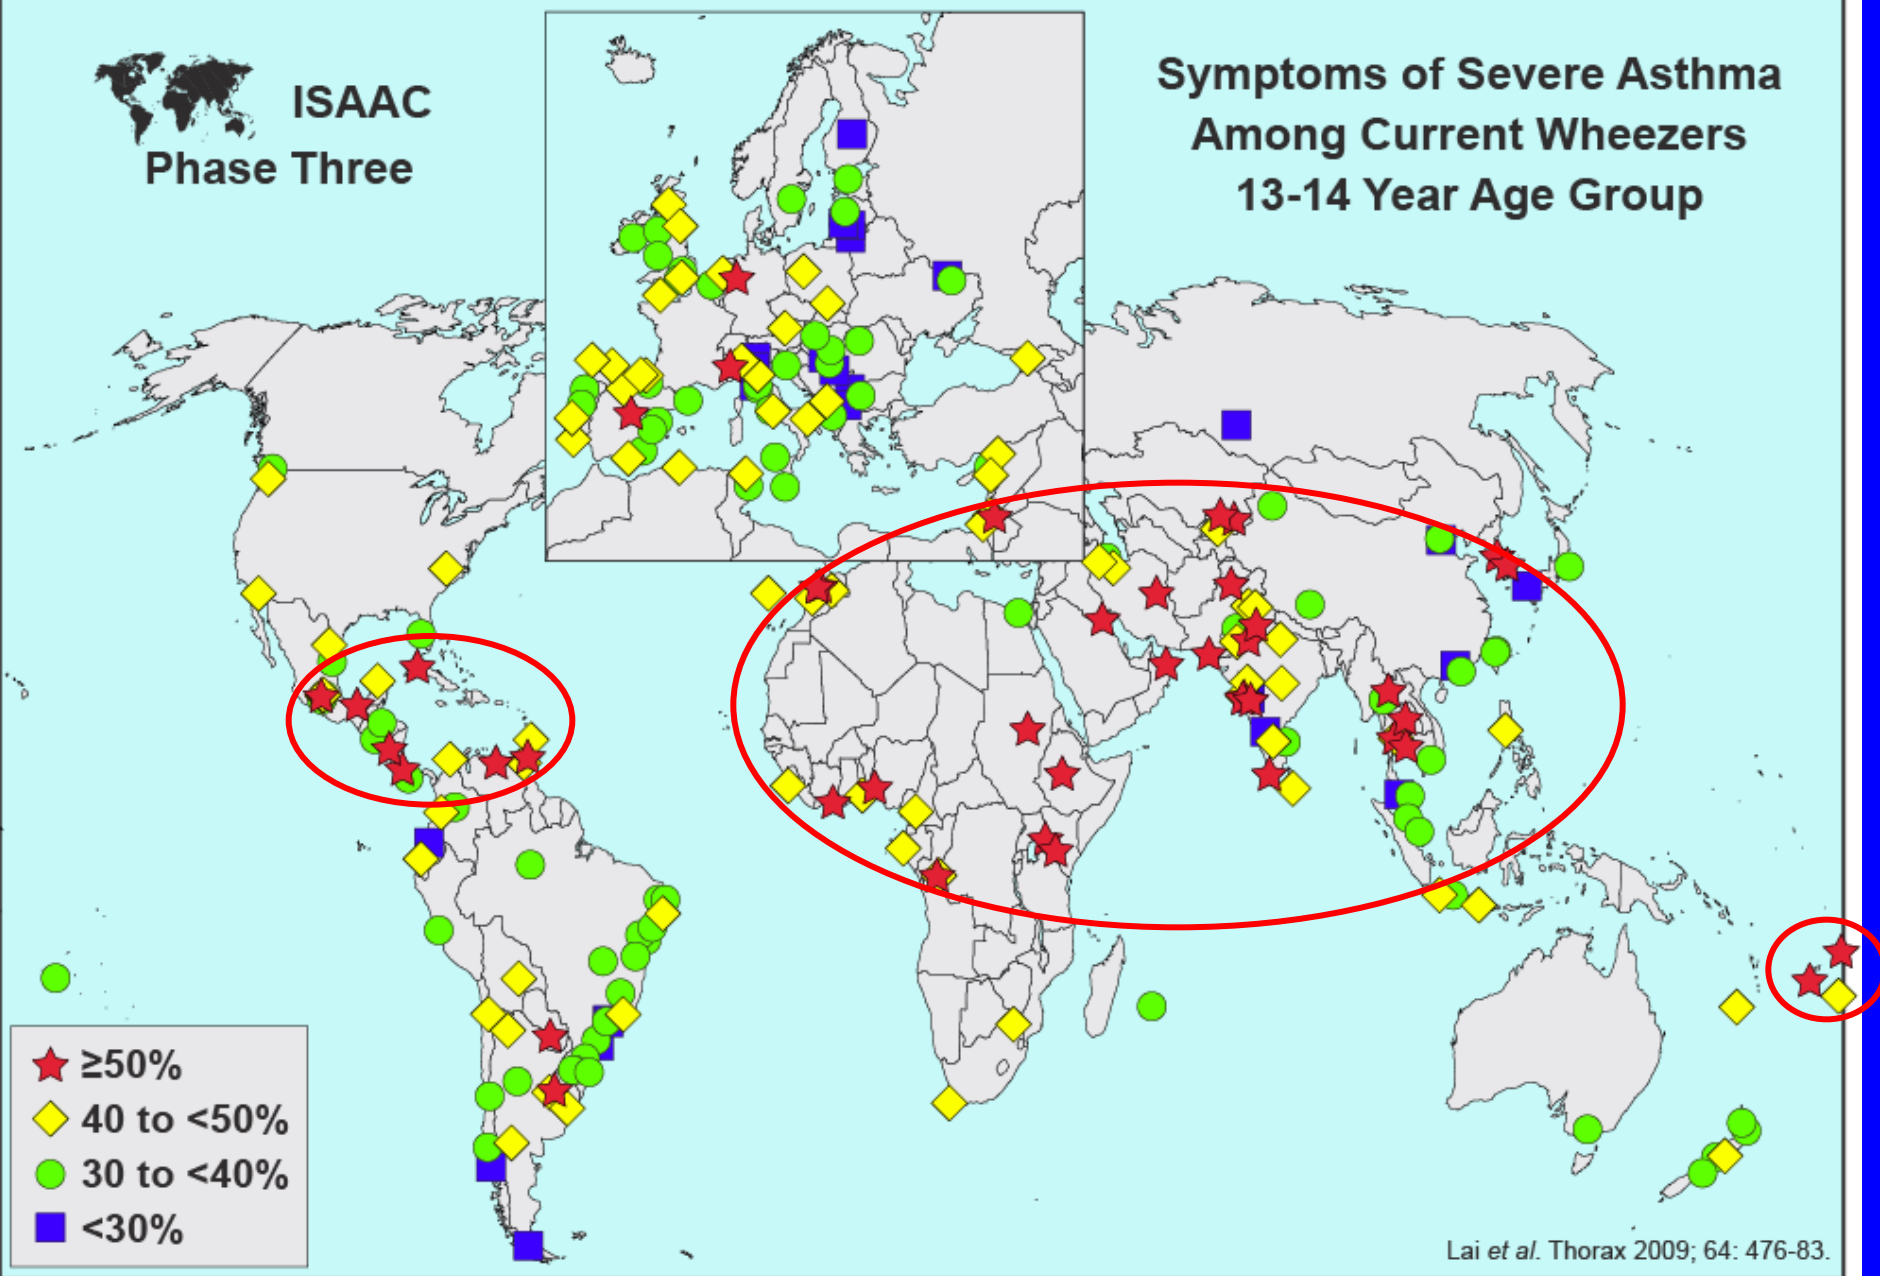 ISAAC
Phase Three
Symptoms of Severe Asthma
Among Current Wheezers
13-14 Year Age Group
≥50%
40 to <50%
30 to <40%
<30%
Lai et al. Thorax 2009; 64: 476-83.